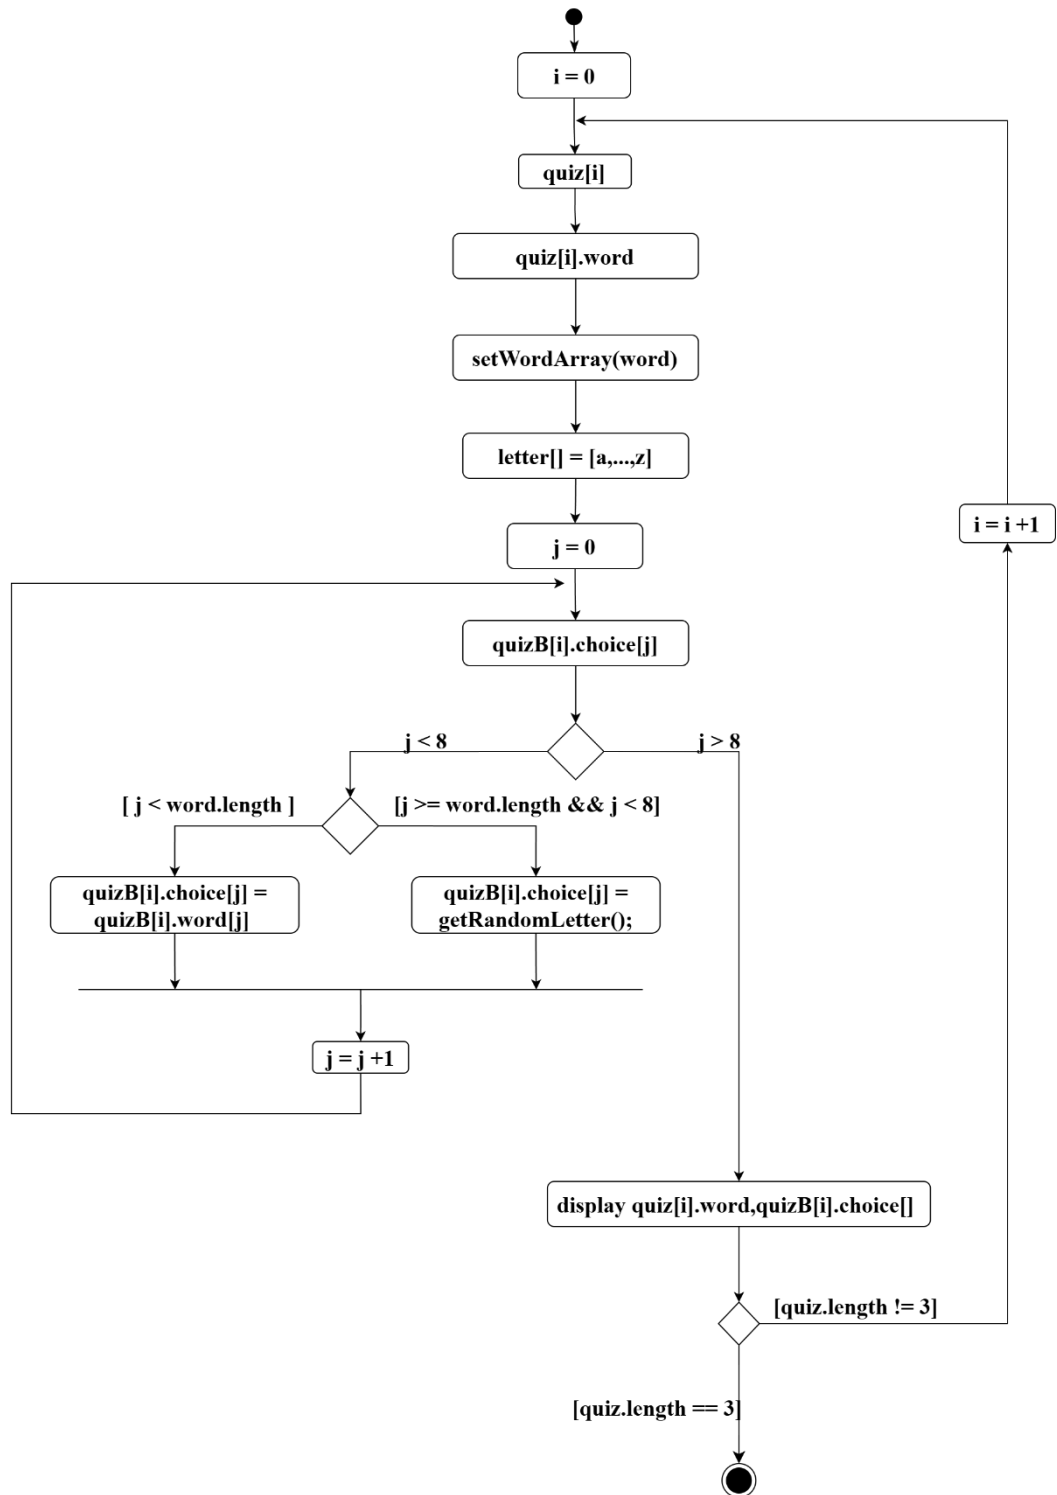 i = 0
quiz[i]
quiz[i].word
setWordArray(word)
letter[] = [a,...,z]
j = 0
i = i +1
quizB[i].choice[j]
j < 8
j > 8
[ j < word.length ]
[j >= word.length && j < 8]
quizB[i].choice[j] =
quizB[i].word[j]
quizB[i].choice[j] =
getRandomLetter();
j = j +1
display quiz[i].word,quizB[i].choice[]
[quiz.length != 3]
[quiz.length == 3]